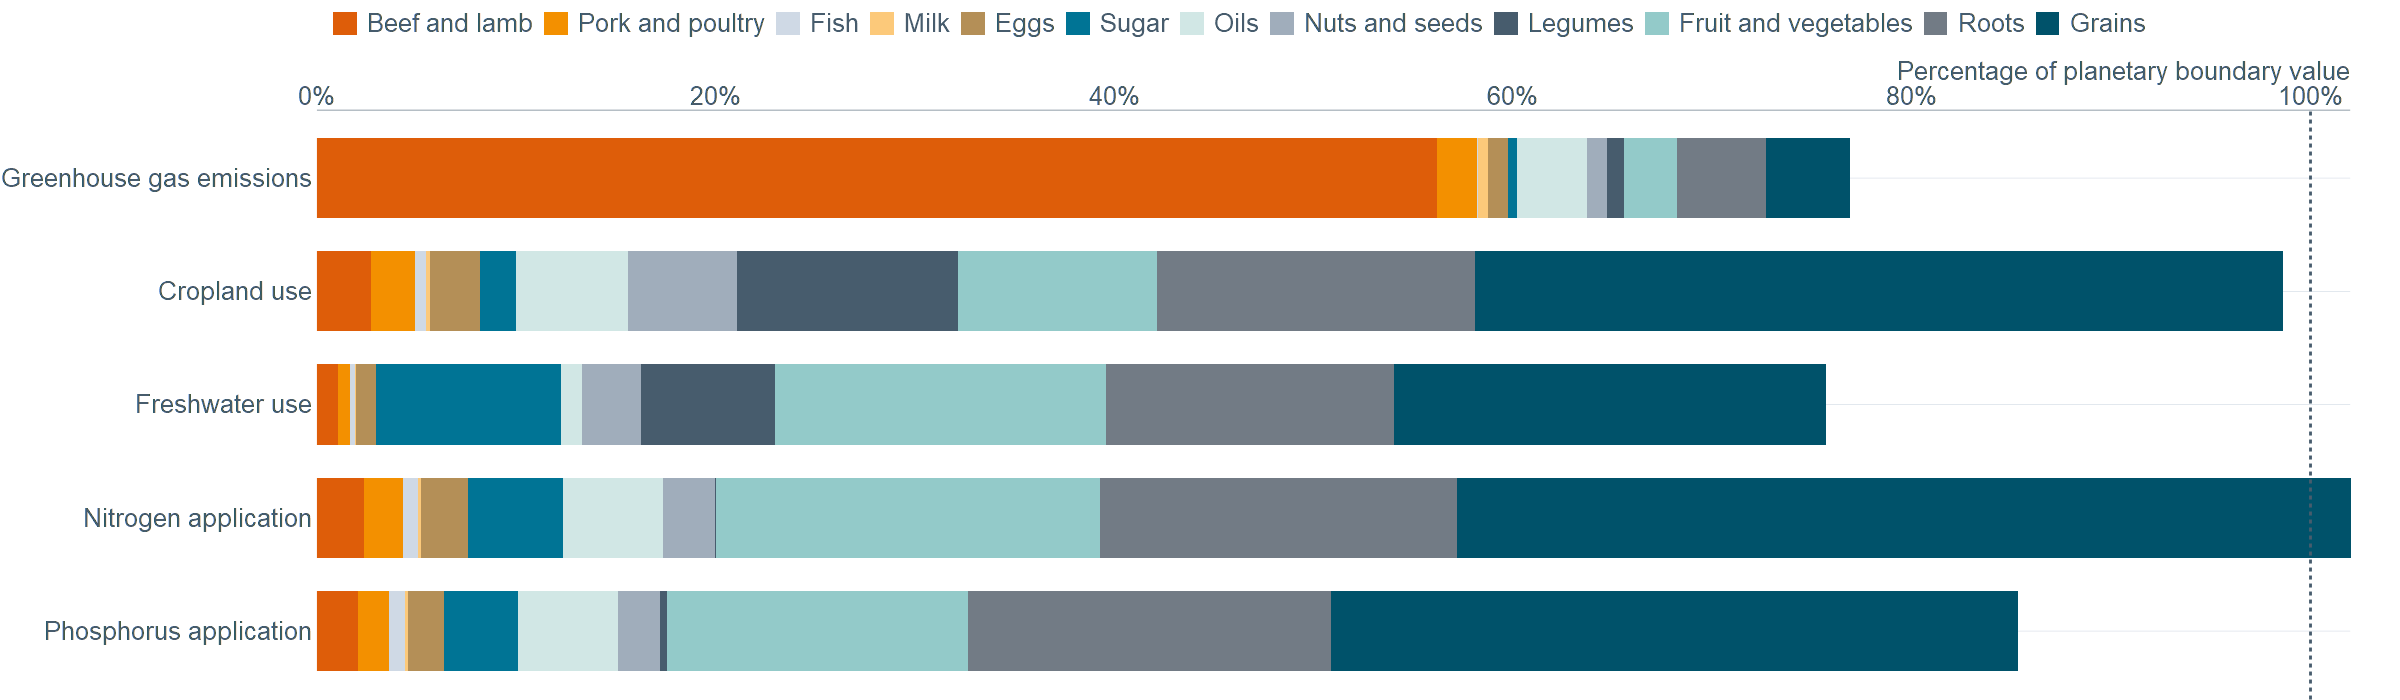 Beef and lamb Pork and poultry Fish Milk Eggs Sugar Oils Nuts and seeds Legumes Fruit and vegetables Roots Grains
Percentage of planetary boundary value
0% 20% 40% 60% 80% 100%
Greenhouse gas emissions
Cropland use
Freshwater use
Nitrogen application
Phosphorus application